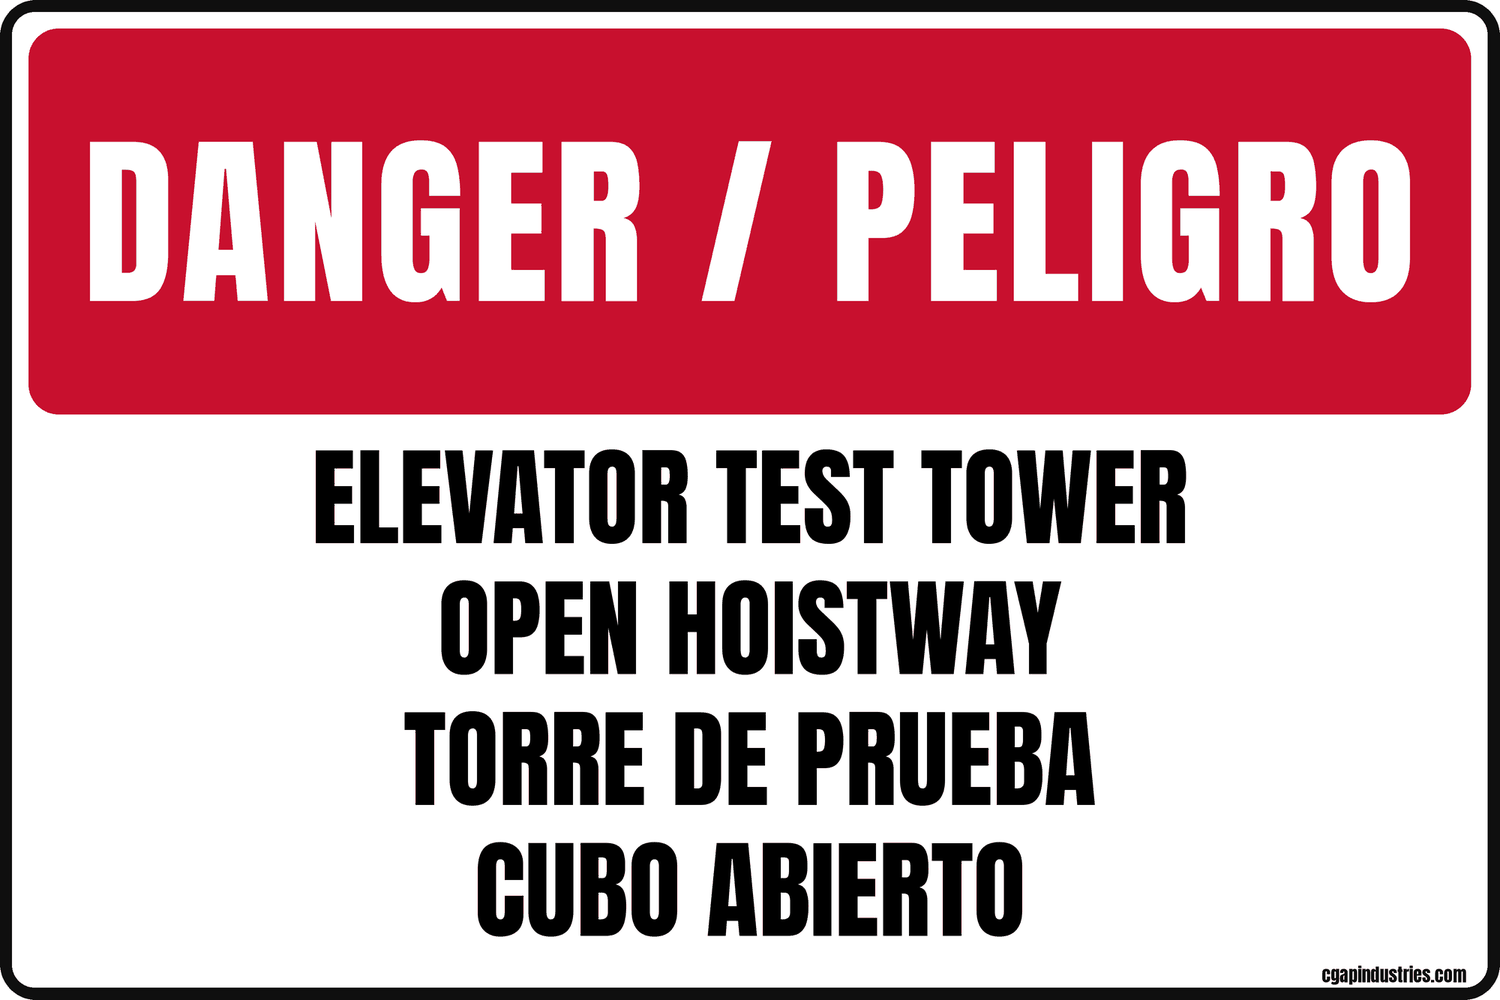 DANGER / PELIGRO
ELEVATOR TEST TOWER
OPEN HOISTWAY
TORRE DE PRUEBA
CUBO ABIERTO
cgapindustries.com